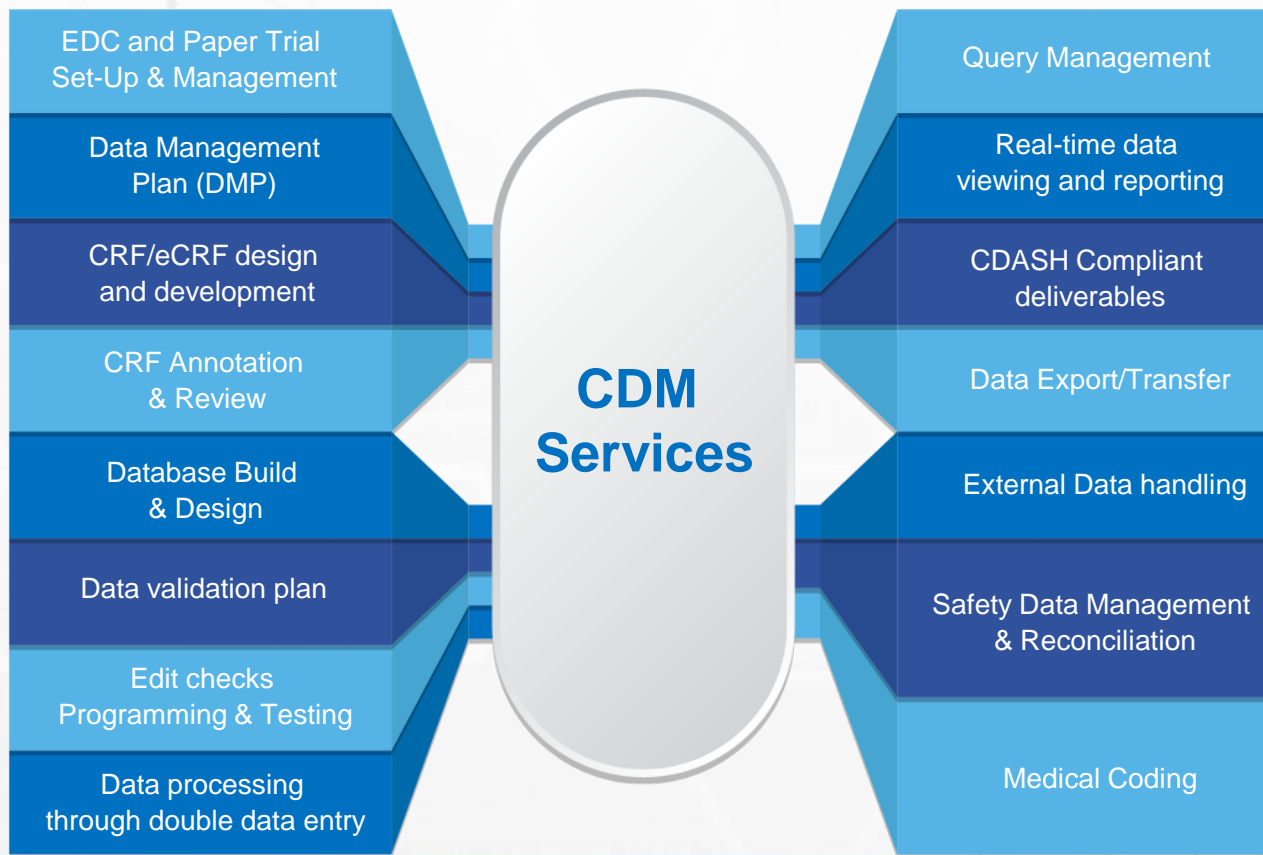 EDC and Paper Trial
Set-Up & Management
Data Management
Plan (DMP)
CRF/eCRF design
and development
CRF Annotation
& Review
Database Build
& Design
Data validation plan
Edit checks
Programming & Testing
Data processing
through double data entry
CDM
Services
Query Management
Real-time data
viewing and reporting
CDASH Compliant
deliverables
Data Export/Transfer
External Data handling
Safety Data Management
& Reconciliation
Medical Coding